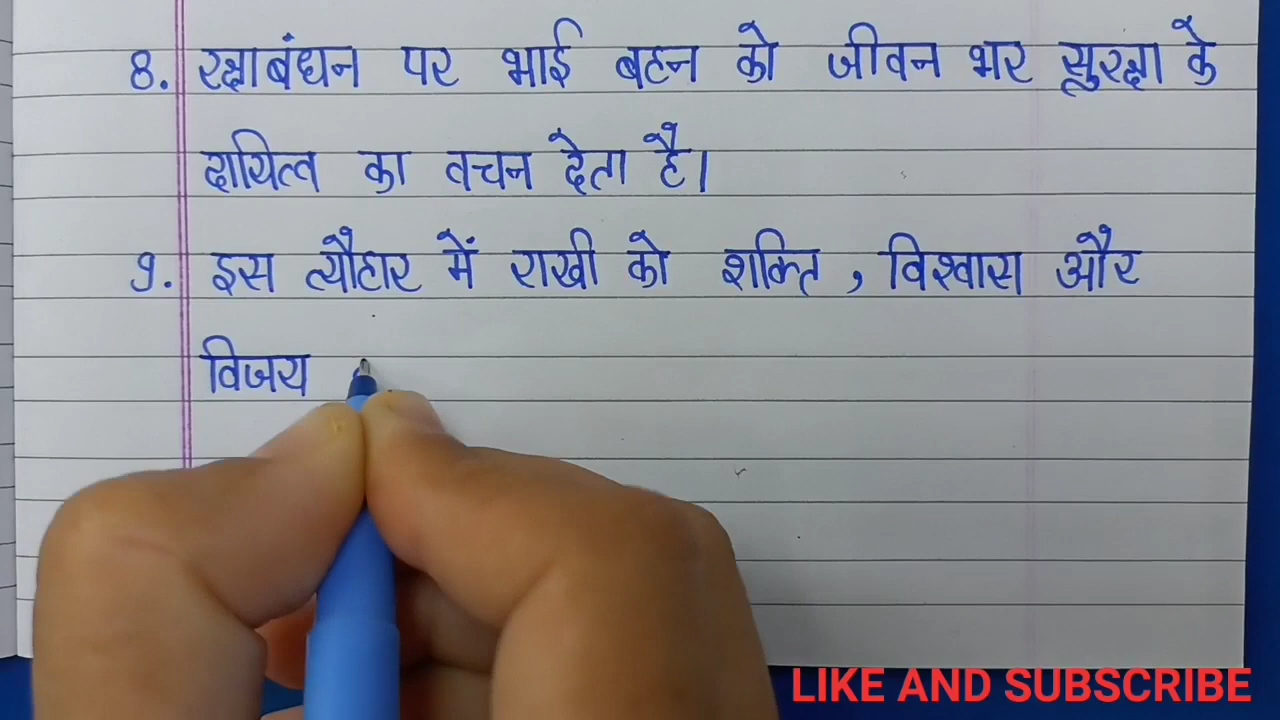 8. रक्षाबंधन पर भाई बहन को जीवन भर सुरक्षा के
दायित्व का वचन देता है।
9. इस त्यौहार में राखी को शक्ति, विश्वास और
विजय
LIKE AND SUBSCRIBE